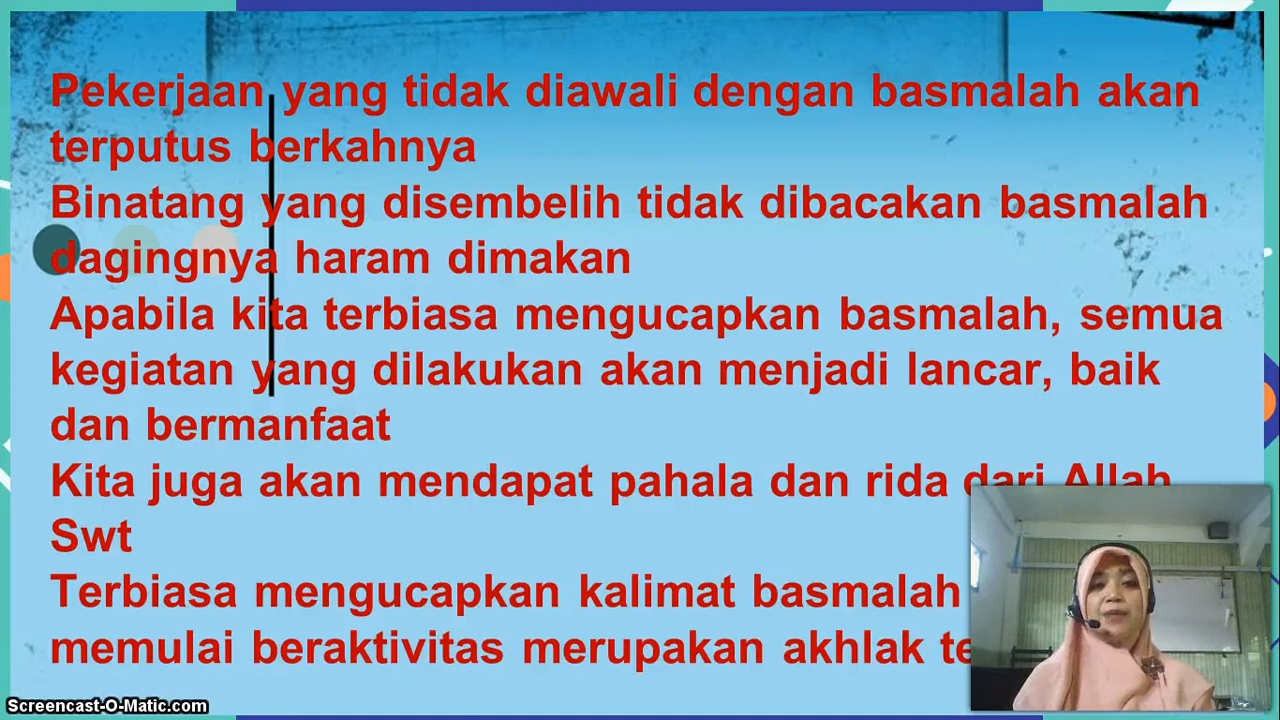 Pekerjaan yang tidak diawali dengan basmalah akan
terputus berkahnya
Binatang yang disembelih tidak dibacakan basmalah
dagingnya haram dimakan
Apabila kita terbiasa mengucapkan basmalah, semua
kegiatan yang dilakukan akan menjadi lancar, baik
dan bermanfaat
Kita juga akan mendapat pahala dan rida dari Allah
Swt
Terbiasa mengucapkan kalimat basmalah
memulai beraktivitas merupakan akhlak
Screencast-O-Matic.com